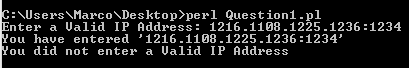 C:\Users\Marco\Desktop>perl Question1.pl
Enter a Valid IP Address: 1216.1108.1225.1236:1234
You have entered '1216.1108.1225.1236:1234'
You did not enter a Valid IP Address